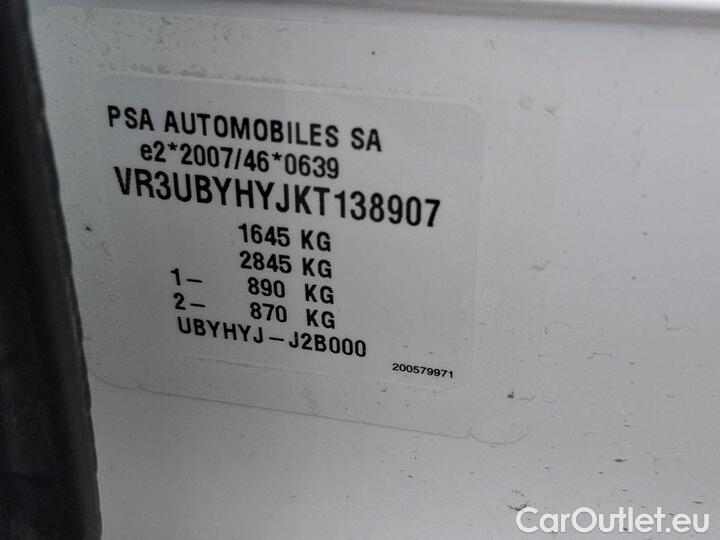 PSA AUTOMOBILES SA
e2*2007/46*0639
VR3UBYHYJKT138907
1645 KG
2845 KG
1- 890 KG
2- 870 KG
UBYHYJ-J2B000
200579971
CarOutlet.eu